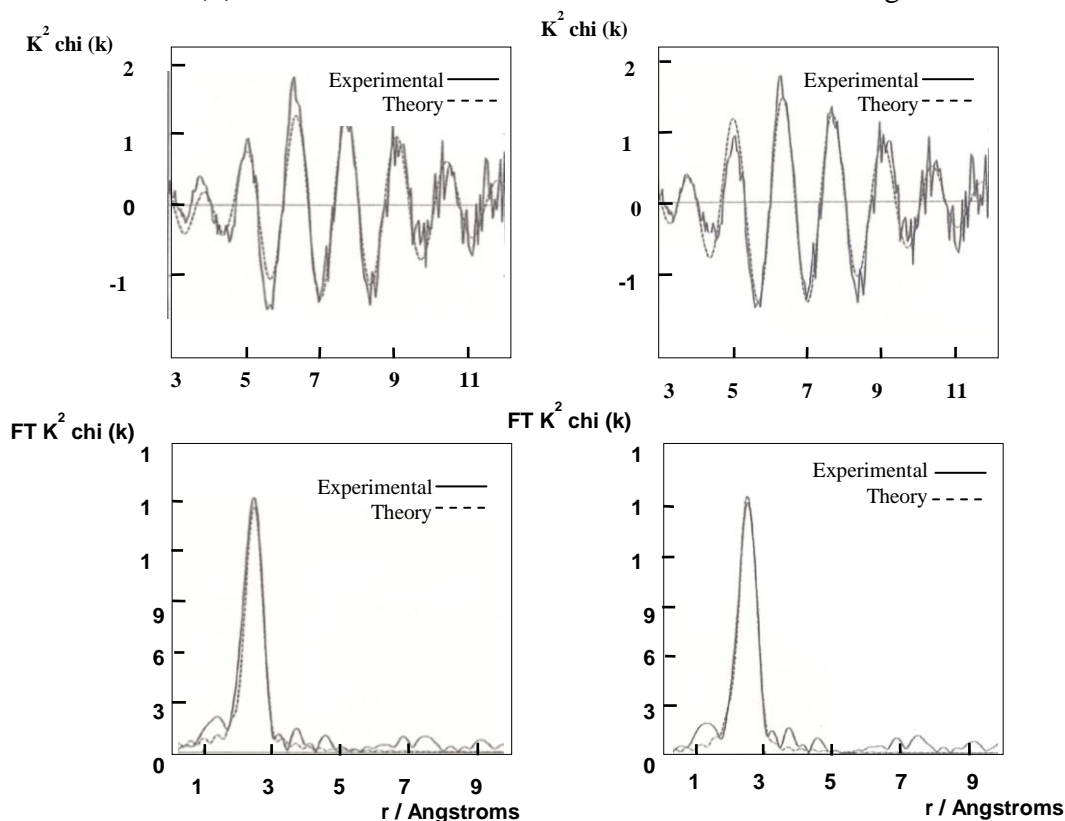 K² chi (k)
2
1
0
-1
3 5 7 9 11
Experimental
Theory
K² chi (k)
2
1
0
-1
3 5 7 9 11
Experimental
Theory
FT K² chi (k)
1
1
1
9
6
3
0
1 3 5 7 9
r / Angstroms
Experimental
Theory
FT K² chi (k)
1
1
1
9
6
3
0
1 3 5 7 9
r / Angstroms
Experimental
Theory